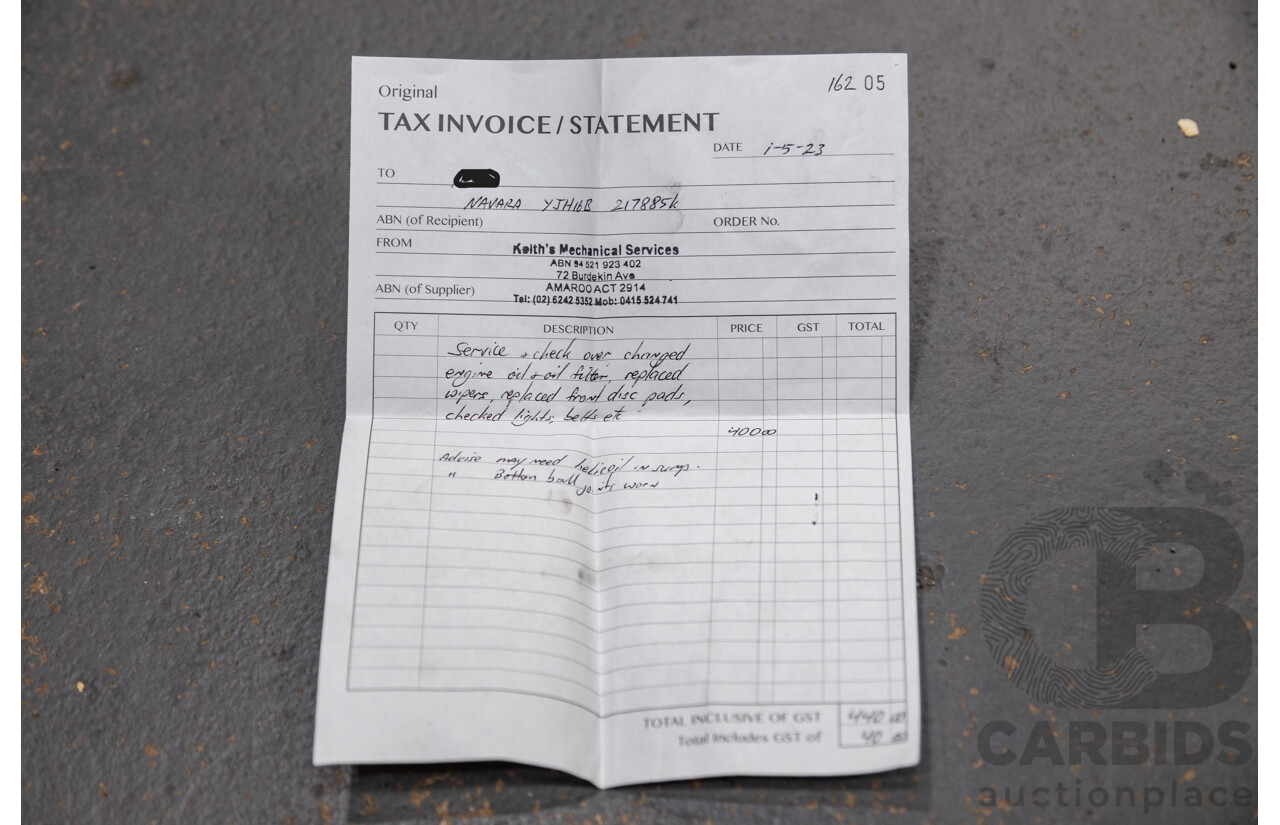 162 05
Original
TAX INVOICE / STATEMENT
DATE 1-5-23
TO
NAVARA YJH16B 217885k
ABN (of Recipient) ORDER No.
FROM Keith's Mechanical Services
ABN 94 521 923 402
72 Burdekin Ave
ABN (of Supplier) AMAROO ACT 2914
Tel: (02) 6242 5352 Mob: 0415 524 741
QTY DESCRIPTION PRICE GST TOTAL
Service + check over changed
engine oil + oil filter, replaced
wipers, replaced front disc pads,
checked lights, belts etc
400 00
Advise may need helicoil in sump.
" Bottom ball joints worn
TOTAL INCLUSIVE OF GST 440 00
Total Includes GST of 40 00
CB
CARBIDS
auctionplace